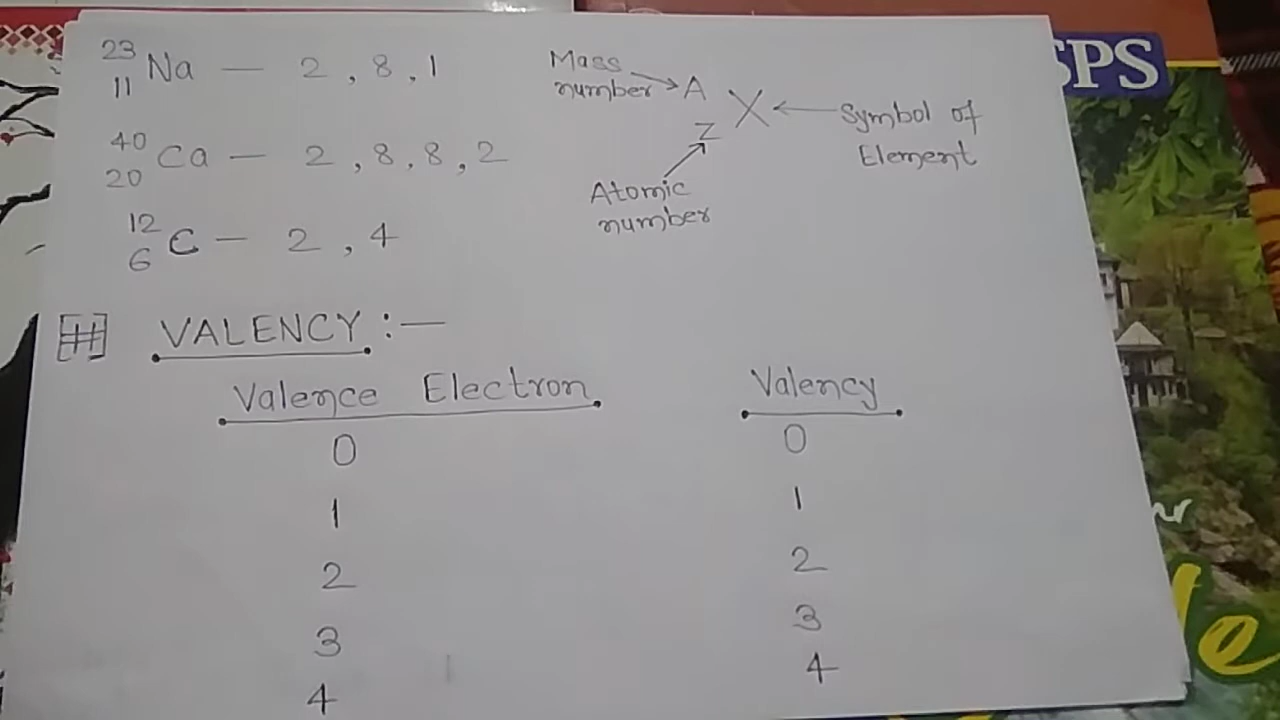 23
11 Na — 2 , 8 , 1
40
20 Ca — 2 , 8 , 8 , 2
12
6 C — 2 , 4
Mass
number → A
Z X ← Symbol of
Element
Atomic
number
SPS
VALENCY :—
Valence Electron Valency
0 0
1 1
2 2
3 3
4 4